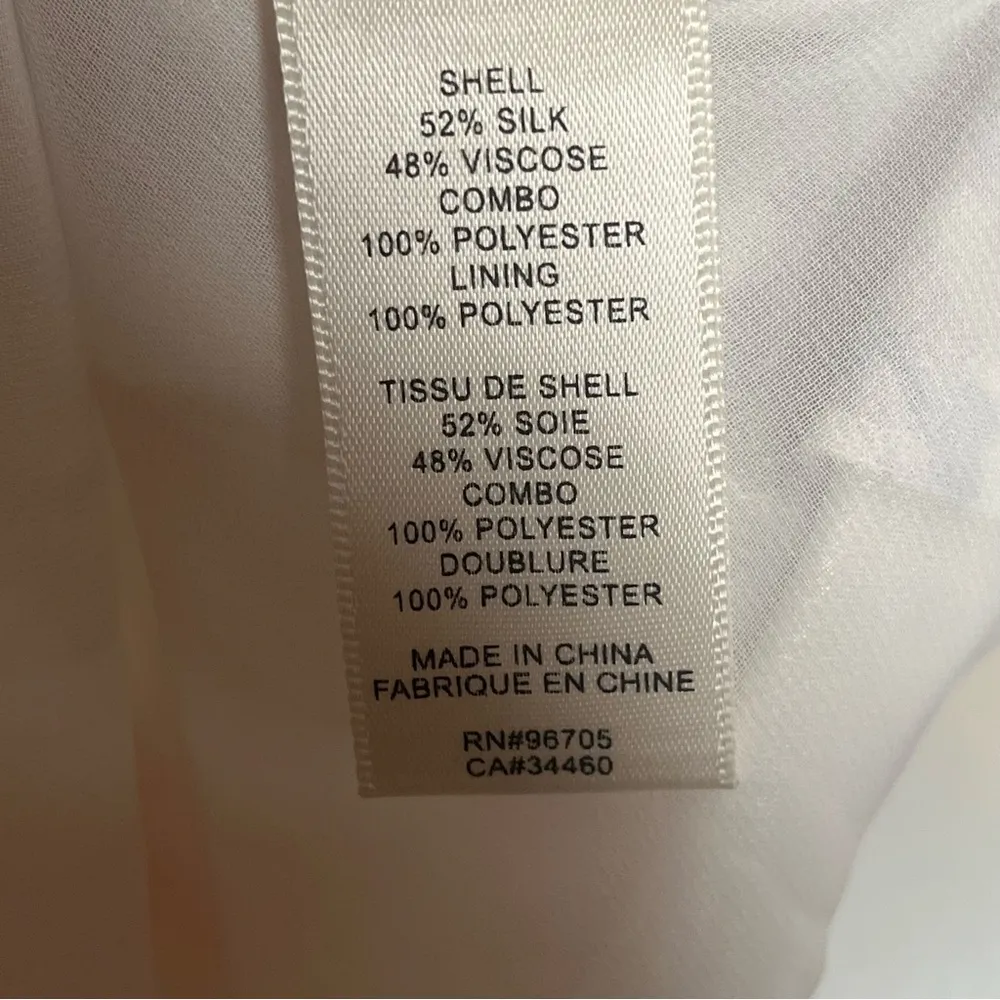 SHELL
52% SILK
48% VISCOSE
COMBO
100% POLYESTER
LINING
100% POLYESTER
TISSU DE SHELL
52% SOIE
48% VISCOSE
COMBO
100% POLYESTER
DOUBLURE
100% POLYESTER
MADE IN CHINA
FABRIQUE EN CHINE
RN#96705
CA#34460